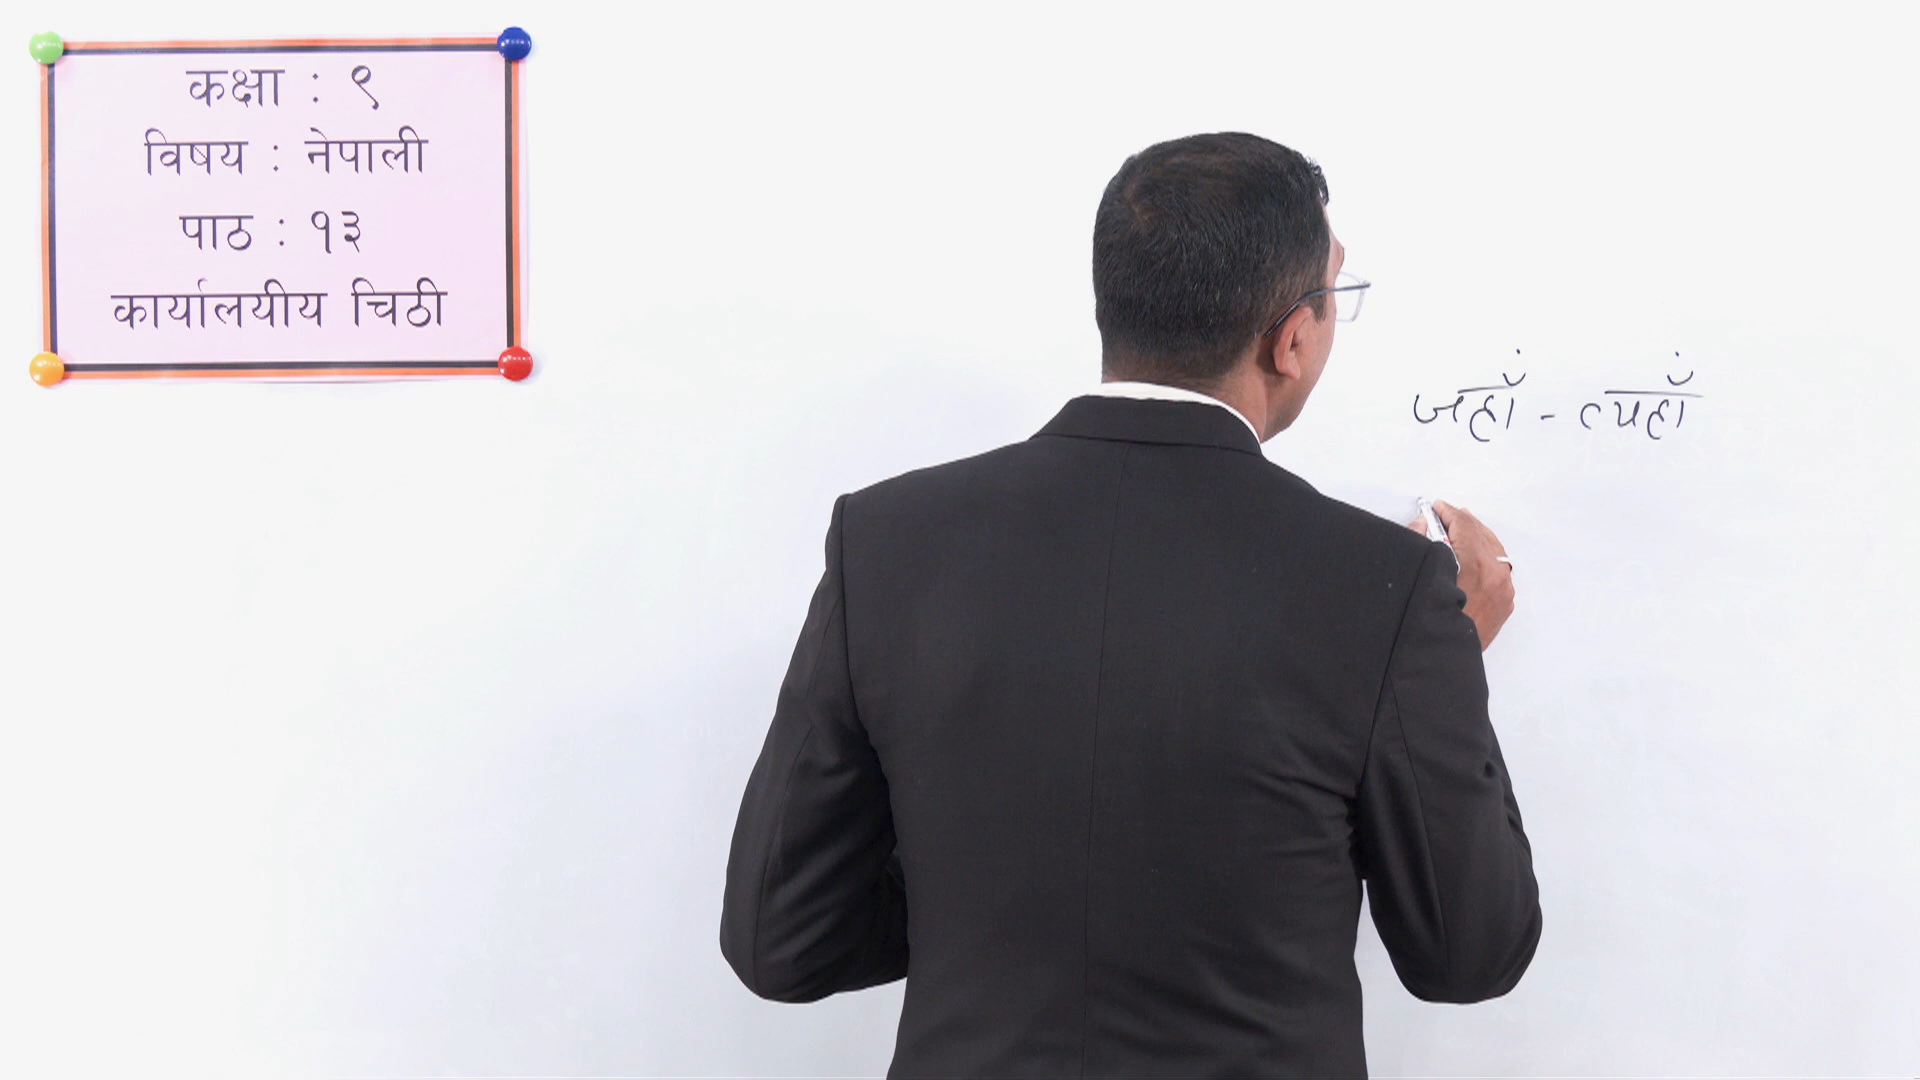 कक्षा : ९
विषय : नेपाली
पाठ : १३
कार्यालयीय चिठी
जहाँ - त्यहाँ